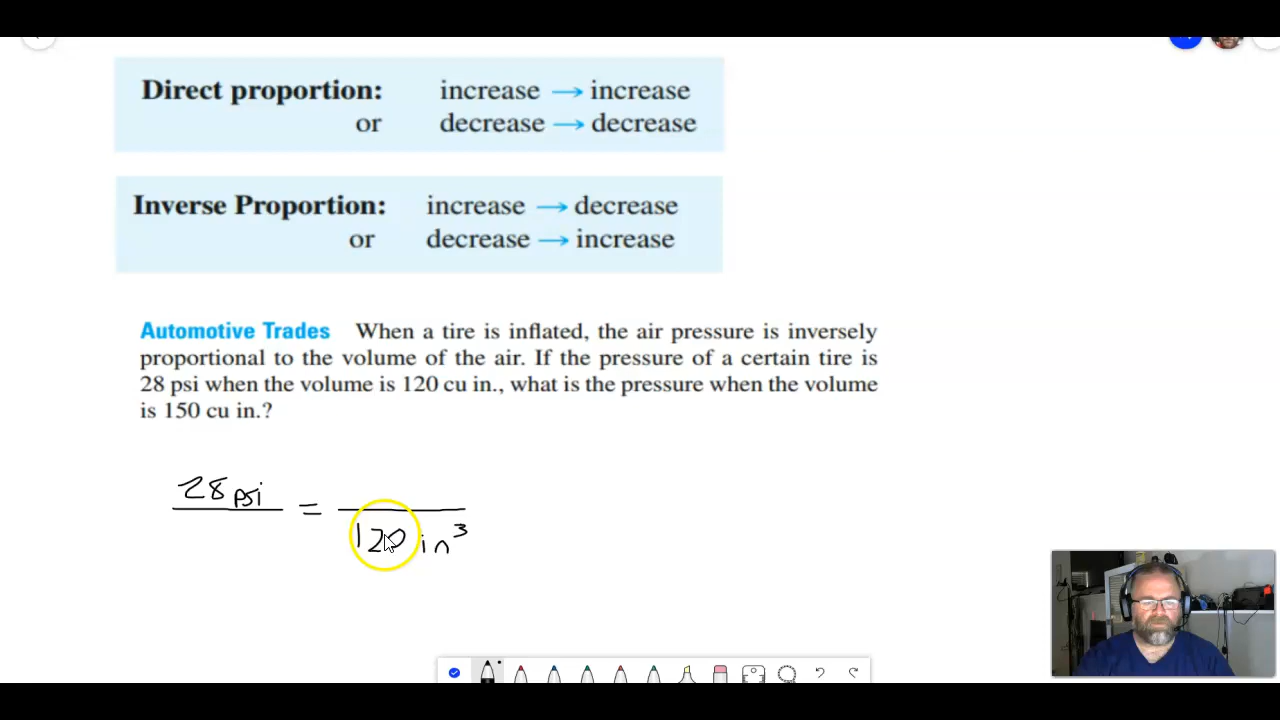 Direct proportion: increase → increase
or decrease → decrease
Inverse Proportion: increase → decrease
or decrease → increase
Automotive Trades When a tire is inflated, the air pressure is inversely
proportional to the volume of the air. If the pressure of a certain tire is
28 psi when the volume is 120 cu in., what is the pressure when the volume
is 150 cu in.?
28 psi =
120 in³